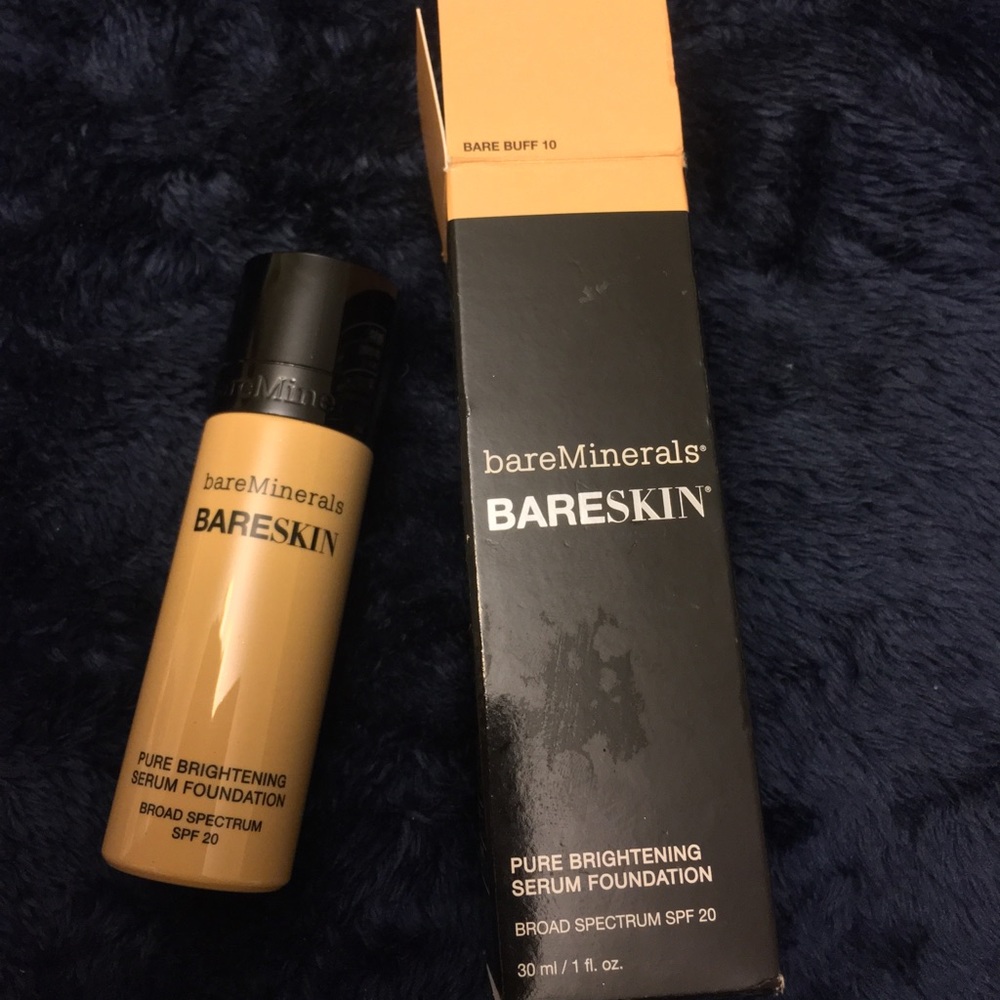 BARE BUFF 10
bareMinerals®
BARESKIN®
PURE BRIGHTENING
SERUM FOUNDATION
BROAD SPECTRUM SPF 20
30 ml / 1 fl. oz.
reMine
bareMinerals
BARESKIN
PURE BRIGHTENING
SERUM FOUNDATION
BROAD SPECTRUM
SPF 20